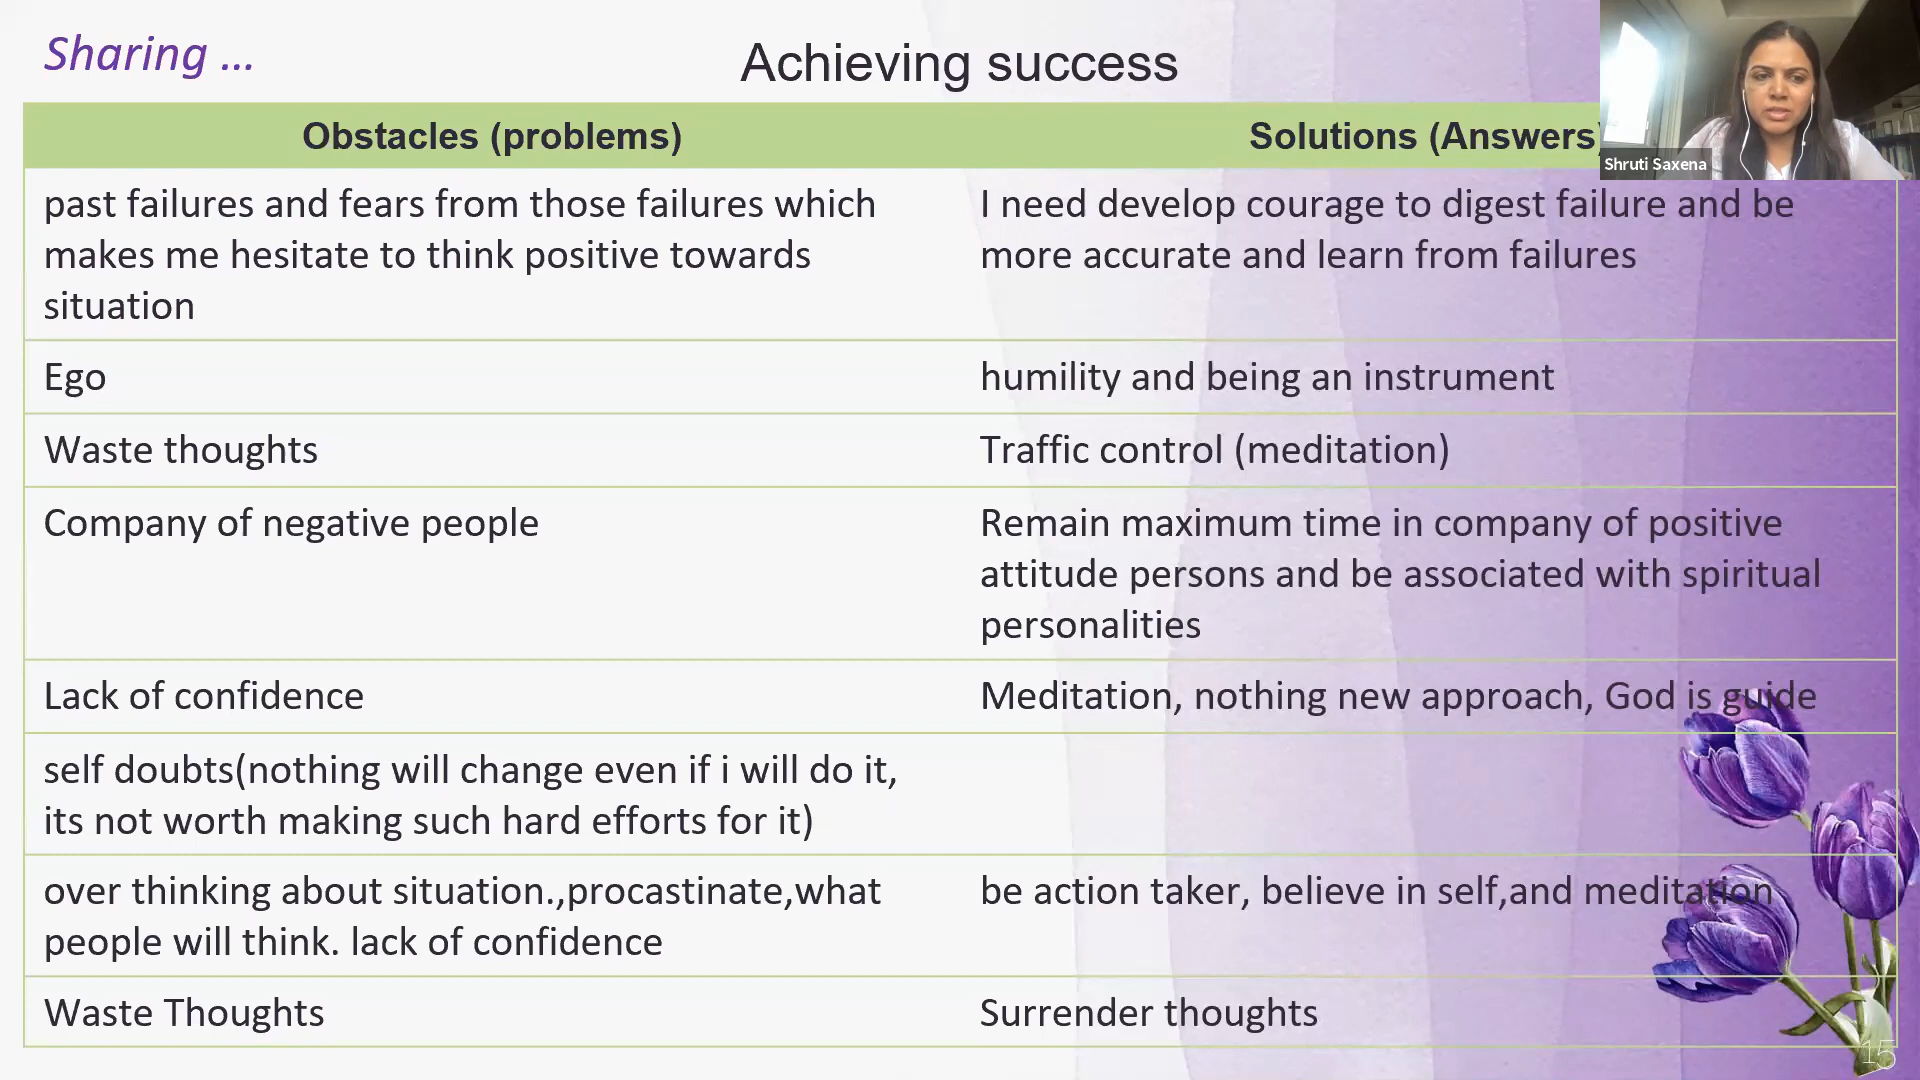 Sharing ...
Achieving success
Obstacles (problems)
Solutions (Answers)
Shruti Saxena
past failures and fears from those failures which
makes me hesitate to think positive towards
situation
I need develop courage to digest failure and be
more accurate and learn from failures
Ego
humility and being an instrument
Waste thoughts
Traffic control (meditation)
Company of negative people
Remain maximum time in company of positive
attitude persons and be associated with spiritual
personalities
Lack of confidence
Meditation, nothing new approach, God is guide
self doubts(nothing will change even if i will do it,
its not worth making such hard efforts for it)
over thinking about situation.,procastinate,what
people will think. lack of confidence
be action taker, believe in self,and meditation
Waste Thoughts
Surrender thoughts
15